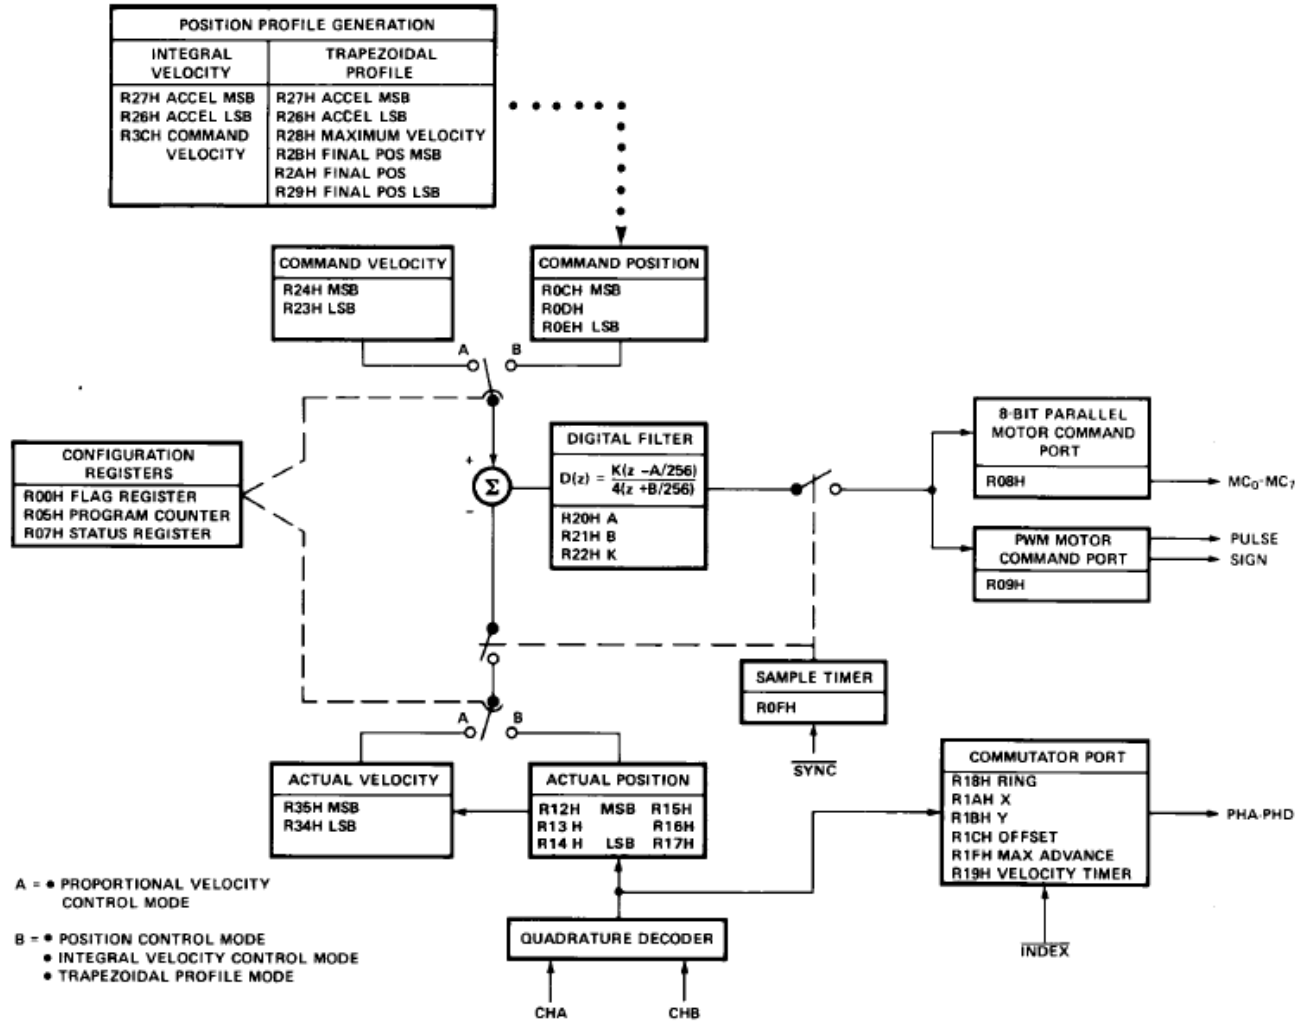 POSITION PROFILE GENERATION
INTEGRAL
VELOCITY
R27H ACCEL MSB
R26H ACCEL LSB
R3CH COMMAND
VELOCITY
TRAPEZOIDAL
PROFILE
R27H ACCEL MSB
R26H ACCEL LSB
R28H MAXIMUM VELOCITY
R2BH FINAL POS MSB
R2AH FINAL POS
R29H FINAL POS LSB
COMMAND VELOCITY
R24H MSB
R23H LSB
COMMAND POSITION
R0CH MSB
R0DH
R0EH LSB
A
B
CONFIGURATION
REGISTERS
R00H FLAG REGISTER
R05H PROGRAM COUNTER
R07H STATUS REGISTER
+
Σ
-
DIGITAL FILTER
D(z) = K(z -A/256) / 4(z +B/256)
R20H A
R21H B
R22H K
8-BIT PARALLEL
MOTOR COMMAND
PORT
R08H
MC0-MC7
PWM MOTOR
COMMAND PORT
R09H
PULSE
SIGN
SAMPLE TIMER
R0FH
SYNC
A
B
ACTUAL VELOCITY
R35H MSB
R34H LSB
ACTUAL POSITION
R12H MSB R15H
R13H R16H
R14H LSB R17H
COMMUTATOR PORT
R18H RING
R1AH X
R1BH Y
R1CH OFFSET
R1FH MAX ADVANCE
R19H VELOCITY TIMER
PHA-PHD
INDEX
QUADRATURE DECODER
CHA
CHB
A = • PROPORTIONAL VELOCITY
CONTROL MODE
B = • POSITION CONTROL MODE
• INTEGRAL VELOCITY CONTROL MODE
• TRAPEZOIDAL PROFILE MODE